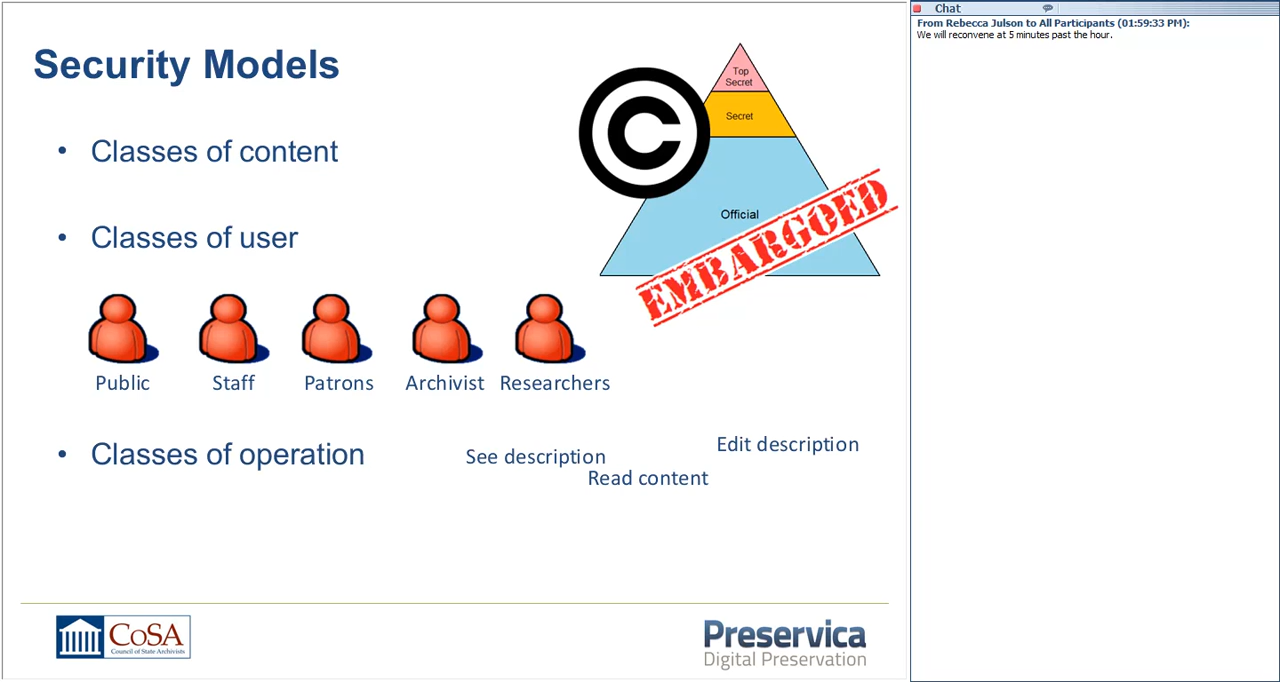 Security Models
• Classes of content
• Classes of user
Public Staff Patrons Archivist Researchers
• Classes of operation
See description
Read content
Edit description
Top
Secret
Secret
Official
EMBARGOED
CoSA
Council of State Archivists
Preservica
Digital Preservation
Chat
From Rebecca Julson to All Participants (01:59:33 PM):
We will reconvene at 5 minutes past the hour.